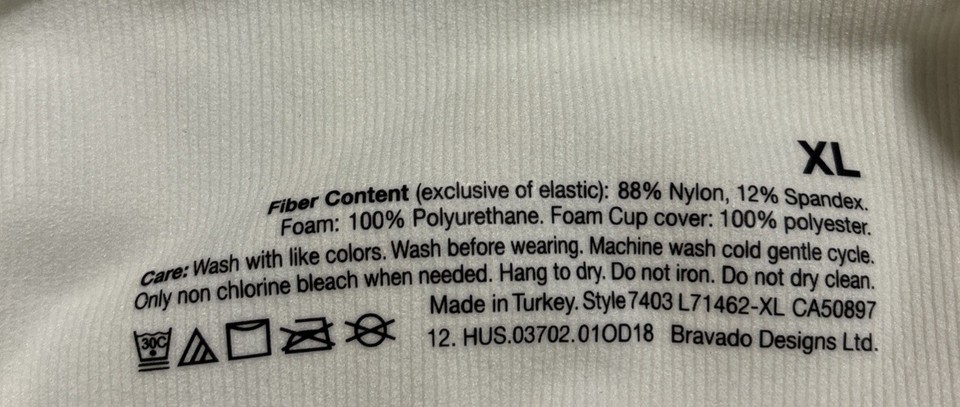 XL
Fiber Content (exclusive of elastic): 88% Nylon, 12% Spandex.
Foam: 100% Polyurethane. Foam Cup cover: 100% polyester.
Care: Wash with like colors. Wash before wearing. Machine wash cold gentle cycle.
Only non chlorine bleach when needed. Hang to dry. Do not iron. Do not dry clean.
Made in Turkey. Style 7403 L71462-XL CA50897
30C
12. HUS.03702.01OD18 Bravado Designs Ltd.